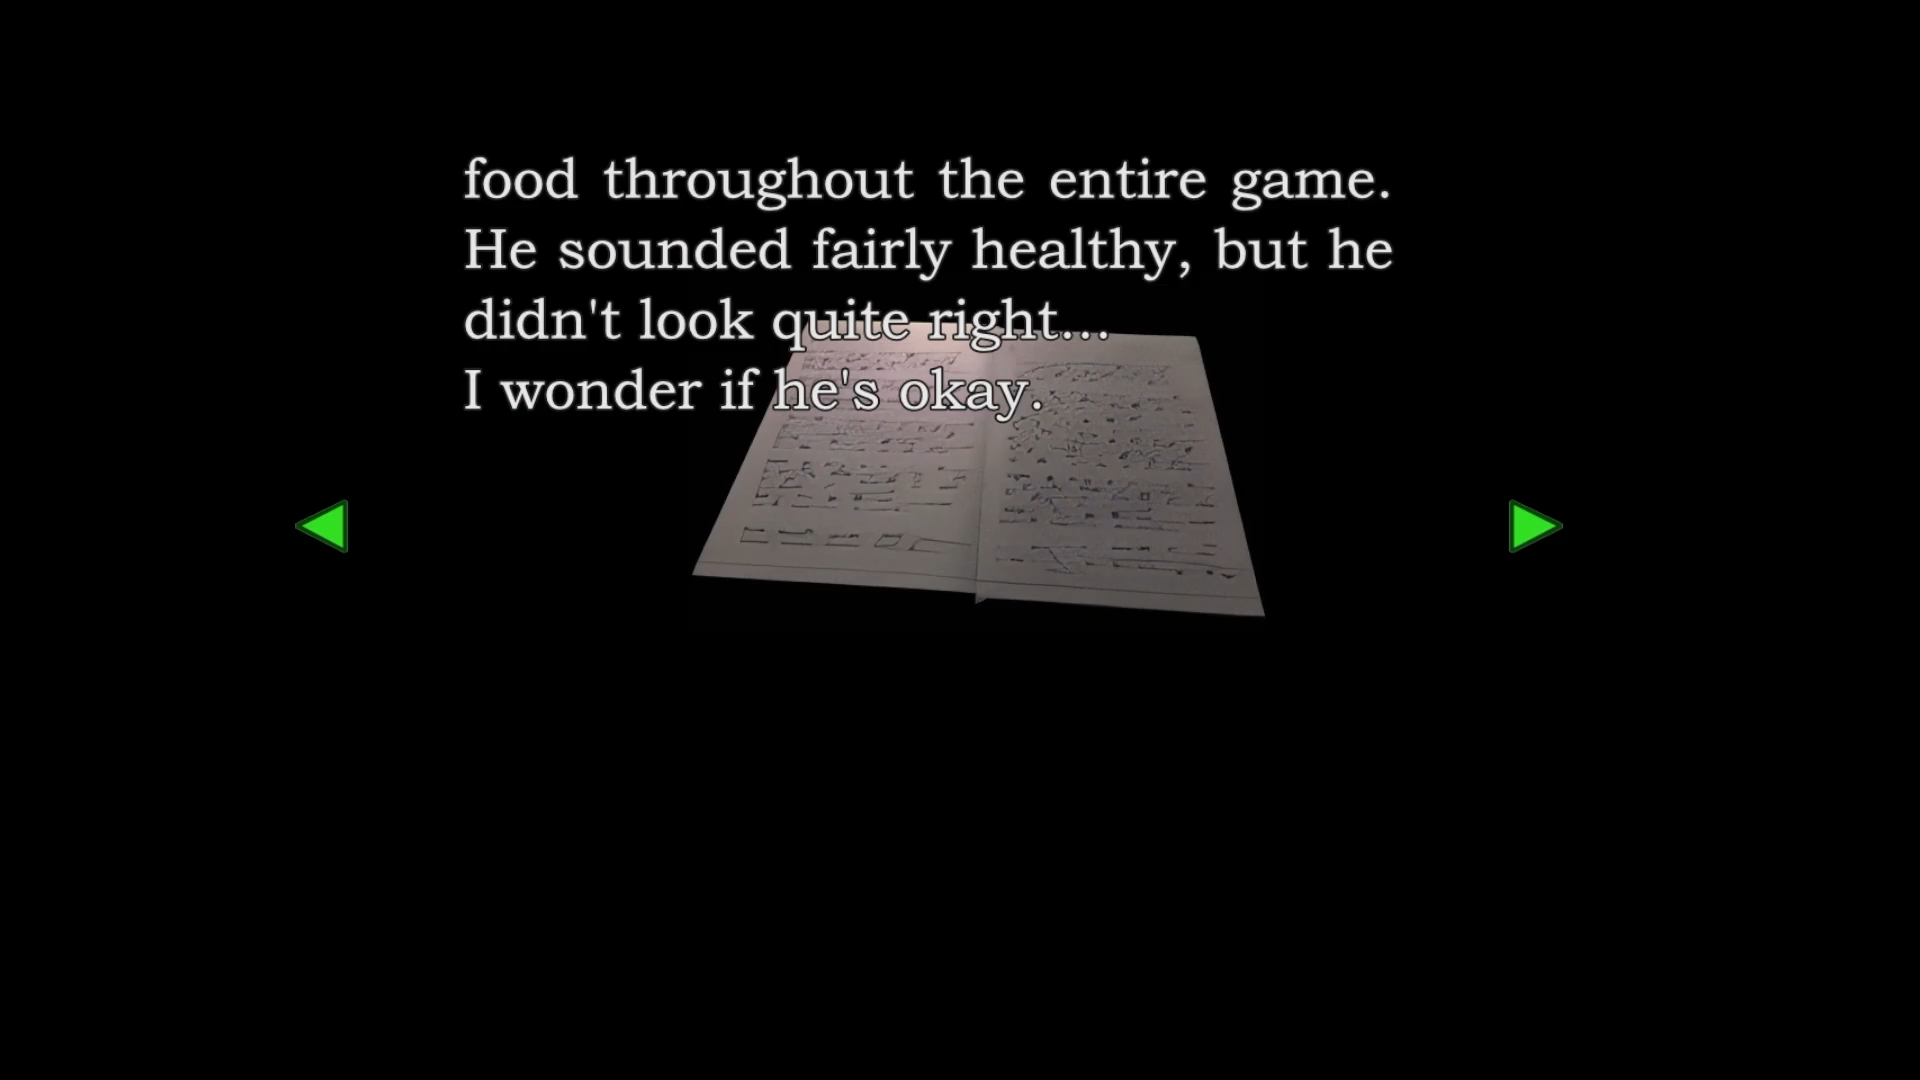 food throughout the entire game.
He sounded fairly healthy, but he
didn't look quite right...
I wonder if he's okay.